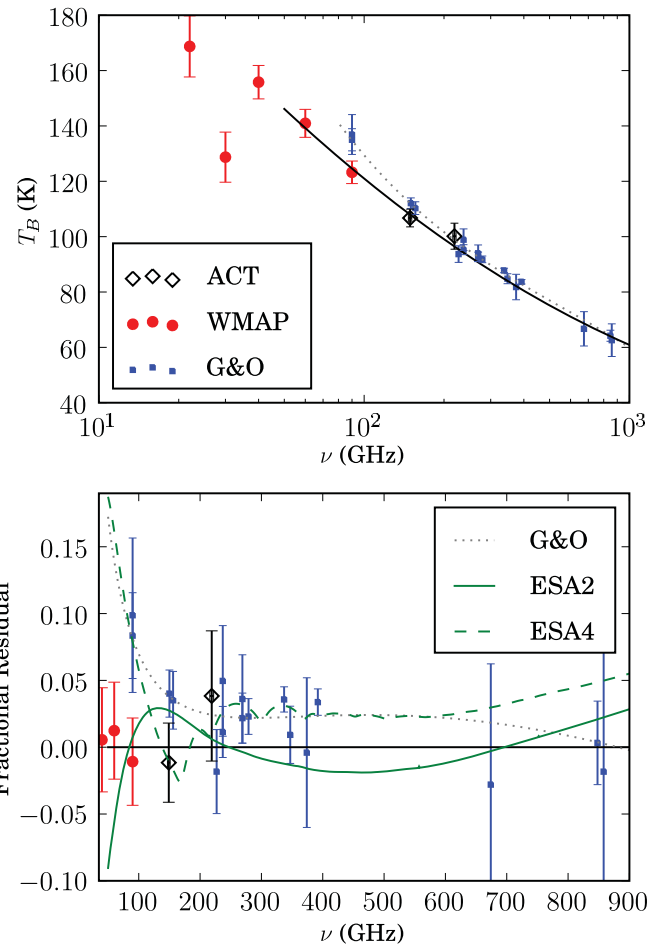 180
160
140
120
100
80
60
40
T_B (K)
ACT
WMAP
G&O
10^1 10^2 10^3
ν (GHz)
0.15
0.10
0.05
0.00
−0.05
−0.10
Fractional Residual
G&O
ESA2
ESA4
100 200 300 400 500 600 700 800 900
ν (GHz)